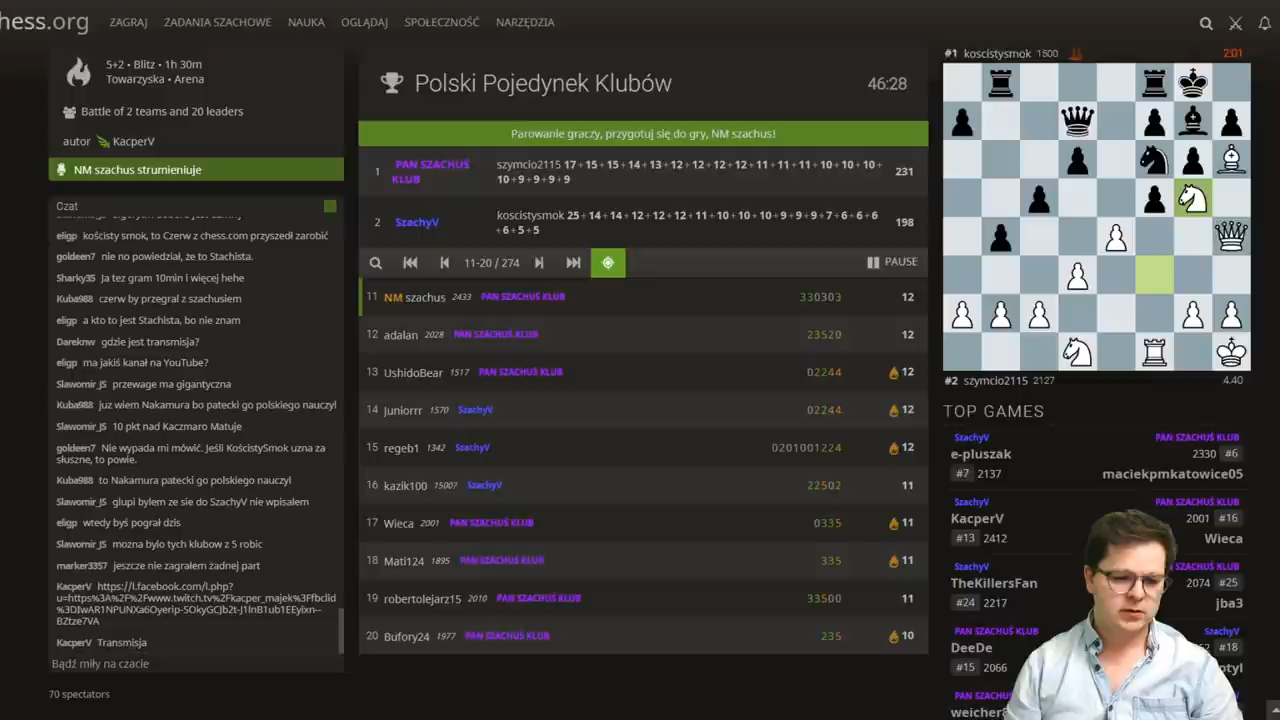 hess.org
ZAGRAJ ZADANIA SZACHOWE NAUKA OGLĄDAJ SPOŁECZNOŚĆ NARZĘDZIA
5+2 • Blitz • 1h 30m
Towarzyska • Arena
Battle of 2 teams and 20 leaders
autor KacperV
NM szachus strumieniuje
Czat
eligp kościsty smok, to Czerw z chess.com przyszedł zarobić
goldeen7 nie no powiedział, że to Stachista.
Sharky35 Ja tez gram 10min i więcej hehe
Kuba988 czerw by przegral z szachusiem
eligp a kto to jest Stachista, bo nie znam
Dareknw gdzie jest transmisja?
eligp ma jakiś kanał na YouTube?
Slawomir_JS przewage ma gigantyczna
Kuba988 juz wiem Nakamura bo patecki go polskiego nauczyl!
Slawomir_JS 10 pkt nad Kaczmaro Matuje
goldeen7 Nie wypada mi mówić. Jeśli KościstySmok uzna za
słuszne, to powie.
Kuba988 to Nakamura patecki go polskiego nauczyl
Slawomir_JS glupi bylem ze sie do SzachyV nie wpisalem
eligp wtedy byś pograł dzis
Slawomir_JS mozna bylo tych klubow z 5 robic
marker3357 jeszcze nie zagrałem żadnej part
KacperV https://l.facebook.com/l.php?
u=https%3A%2F%2Fwww.twitch.tv%2Fkacper_majek%3Ffbclid
%3DIwAR1NPUNXa6Oyerip-5OkyGCJb2t-J1InB1ub1EEyixn--
BZtze7VA
KacperV Transmisja
Bądź miły na czacie
70 spectators
Polski Pojedynek Klubów 46:28
Parowanie graczy, przygotuj się do gry, NM szachus!
1 PAN SZACHUŚ KLUB szymcio2115 17+15+15+14+13+12+12+12+12+11+11+11+10+10+10+
10+9+9+9+9 231
2 SzachyV koscistysmok 25+14+14+12+12+12+11+10+10+10+9+9+9+7+6+6+6
+6+5+5 198
11-20 / 274 PAUSE
11 NM szachus 2433 PAN SZACHUŚ KLUB 330303 12
12 adalan 2028 PAN SZACHUŚ KLUB 23520 12
13 UshidoBear 1517 PAN SZACHUŚ KLUB 02244 12
14 Juniorrr 1570 SzachyV 02244 12
15 regeb1 1342 SzachyV 0201001224 12
16 kazik100 1500? SzachyV 22502 11
17 Wieca 2001 PAN SZACHUŚ KLUB 0335 11
18 Mati124 1895 PAN SZACHUŚ KLUB 335 11
19 robertolejarz15 2010 PAN SZACHUŚ KLUB 33500 11
20 Bufory24 1977 PAN SZACHUŚ KLUB 235 10
#1 koscistysmok 1500 2:01
#2 szymcio2115 2127 4:40
TOP GAMES
SzachyV PAN SZACHUŚ KLUB
e-pluszak 2330 #6
#7 2137 maciekpmkatowice05
SzachyV PAN SZACHUŚ KLUB
KacperV 2001 #16
#13 2412 Wieca
SzachyV SZACHUŚ KLUB
TheKillersFan 2074 #25
#24 2217 jba3
PAN SZACHUŚ KLUB SzachyV
DeeDe #18
#15 2066
PAN SZACHUŚ